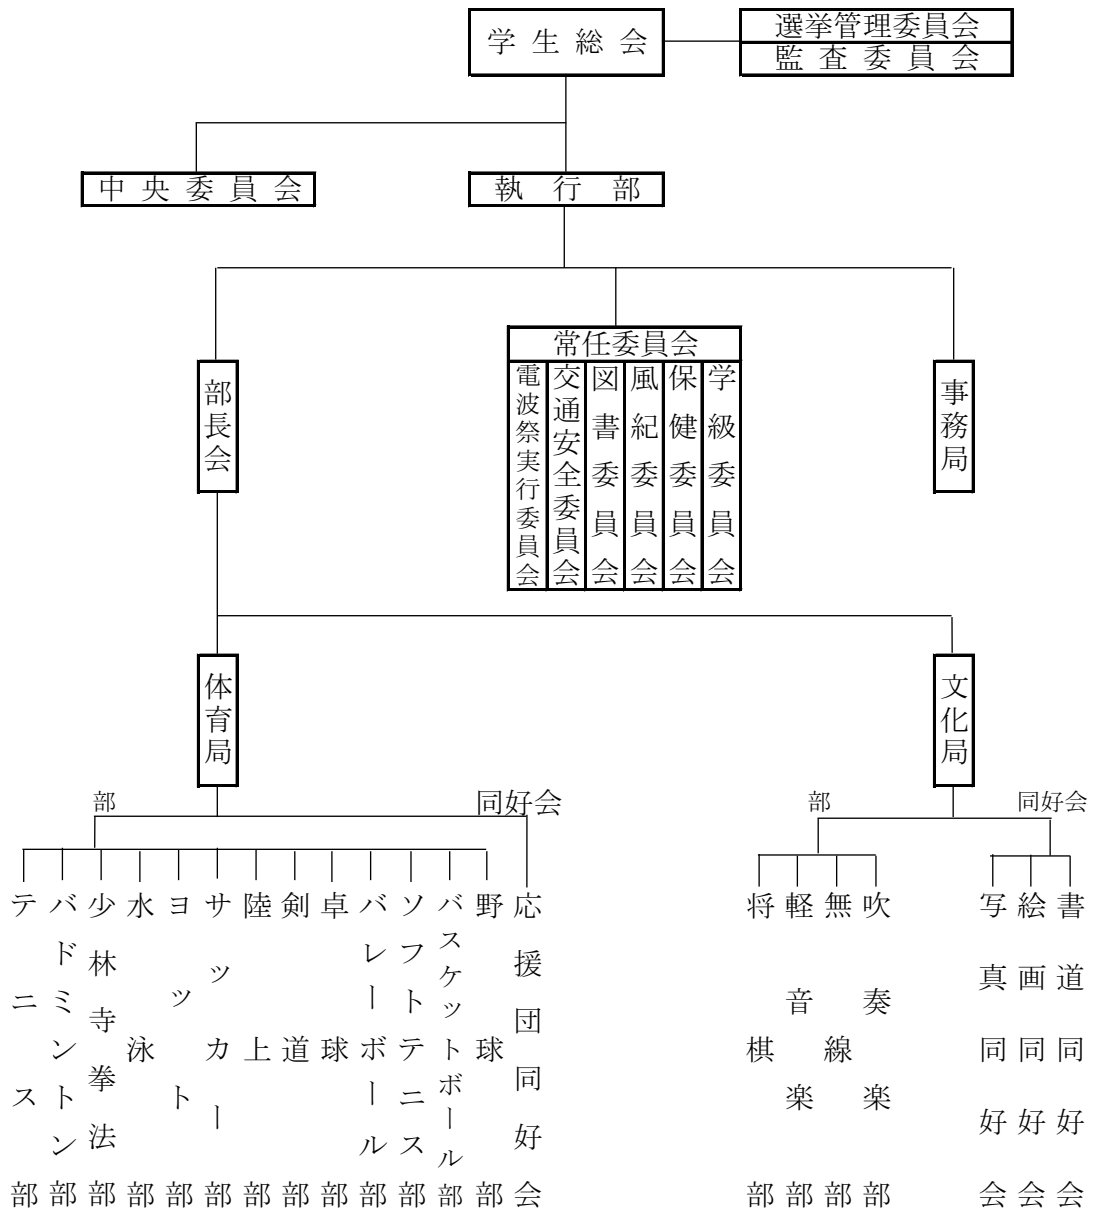 学生総会
選挙管理委員会
監査委員会
中央委員会
執行部
部長会
常任委員会
電波祭実行委員会
交通安全委員会
図書委員会
風紀委員会
保健委員会
学級委員会
事務局
体育局
文化局
部
同好会
部
同好会
テニス部
バドミントン部
少林寺拳法部
水泳部
ヨット部
サッカー部
陸上部
剣道部
卓球部
バレーボール部
ソフトテニス部
バスケットボール部
野球部
応援団同好会
将棋部
軽音楽部
無線部
吹奏楽部
写真同好会
絵画同好会
書道同好会